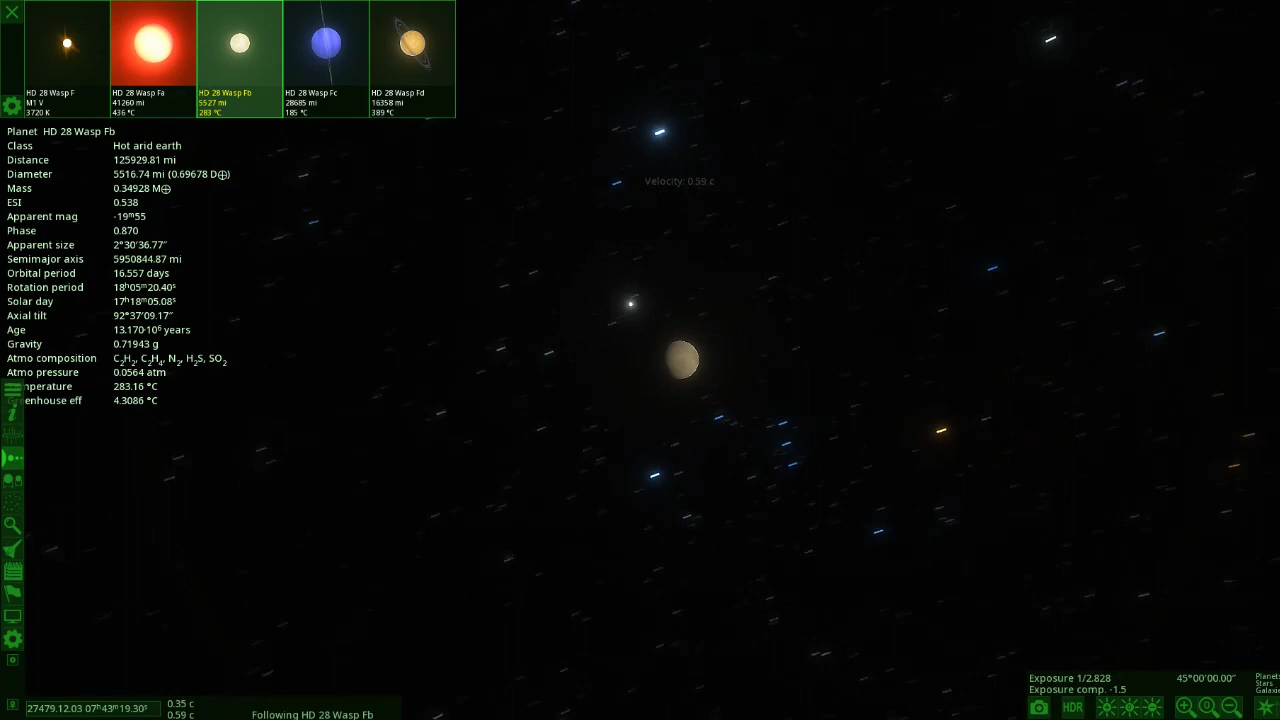 HD 28 Wasp F
M1 V
3720 K
HD 28 Wasp Fa
41260 mi
436 °C
HD 28 Wasp Fb
5527 mi
283 °C
HD 28 Wasp Fc
28685 mi
185 °C
HD 28 Wasp Fd
16358 mi
389 °C
Planet HD 28 Wasp Fb
Class Hot arid earth
Distance 125929.81 mi
Diameter 5516.74 mi (0.69678 D⊕)
Mass 0.34928 M⊕
ESI 0.538
Apparent mag -19ᵐ55
Phase 0.870
Apparent size 2°30′36.77″
Semimajor axis 5950844.87 mi
Orbital period 16.557 days
Rotation period 18ʰ05ᵐ20.40ˢ
Solar day 17ʰ18ᵐ05.08ˢ
Axial tilt 92°37′09.17″
Age 13.170·10⁶ years
Gravity 0.71943 g
Atmo composition C₂H₂, C₂H₄, N₂, H₂S, SO₂
Atmo pressure 0.0564 atm
mperature 283.16 °C
enhouse eff 4.3086 °C
Velocity: 0.59 c
27479.12.03 07ʰ43ᵐ19.30ˢ
0.35 c
0.59 c
Following HD 28 Wasp Fb
Exposure 1/2.828 45°00′00.00″
Exposure comp. -1.5
HDR
Planets
Stars
Galaxie